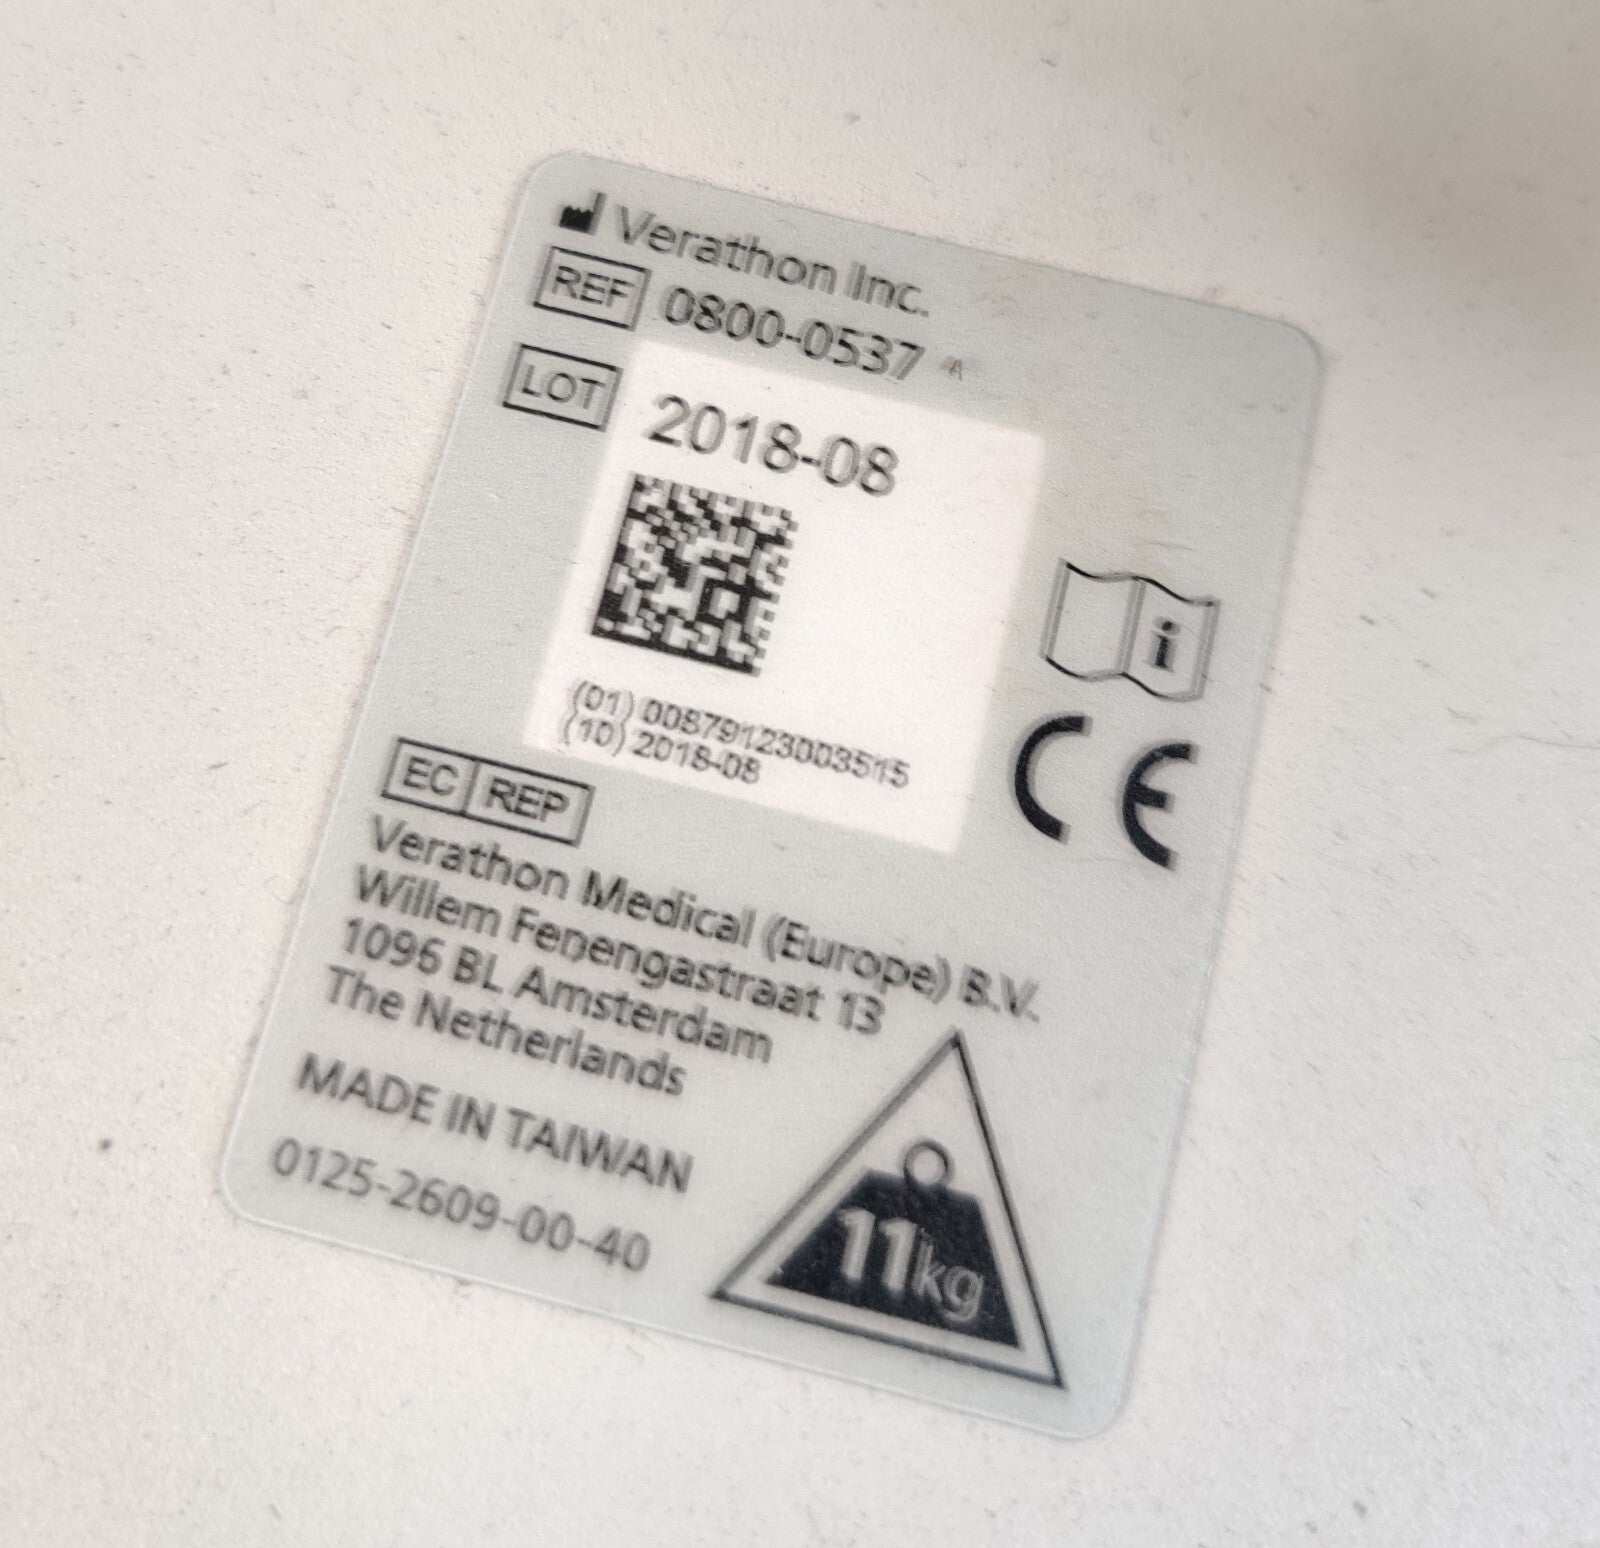 Verathon Inc.
REF 0800-0537
LOT 2018-08
(01) 00879123003515
(10) 2018-08
i
CE
EC REP
Verathon Medical (Europe) B.V.
Willem Fenengastraat 13
1096 BL Amsterdam
The Netherlands
MADE IN TAIWAN
0125-2609-00-40
11kg